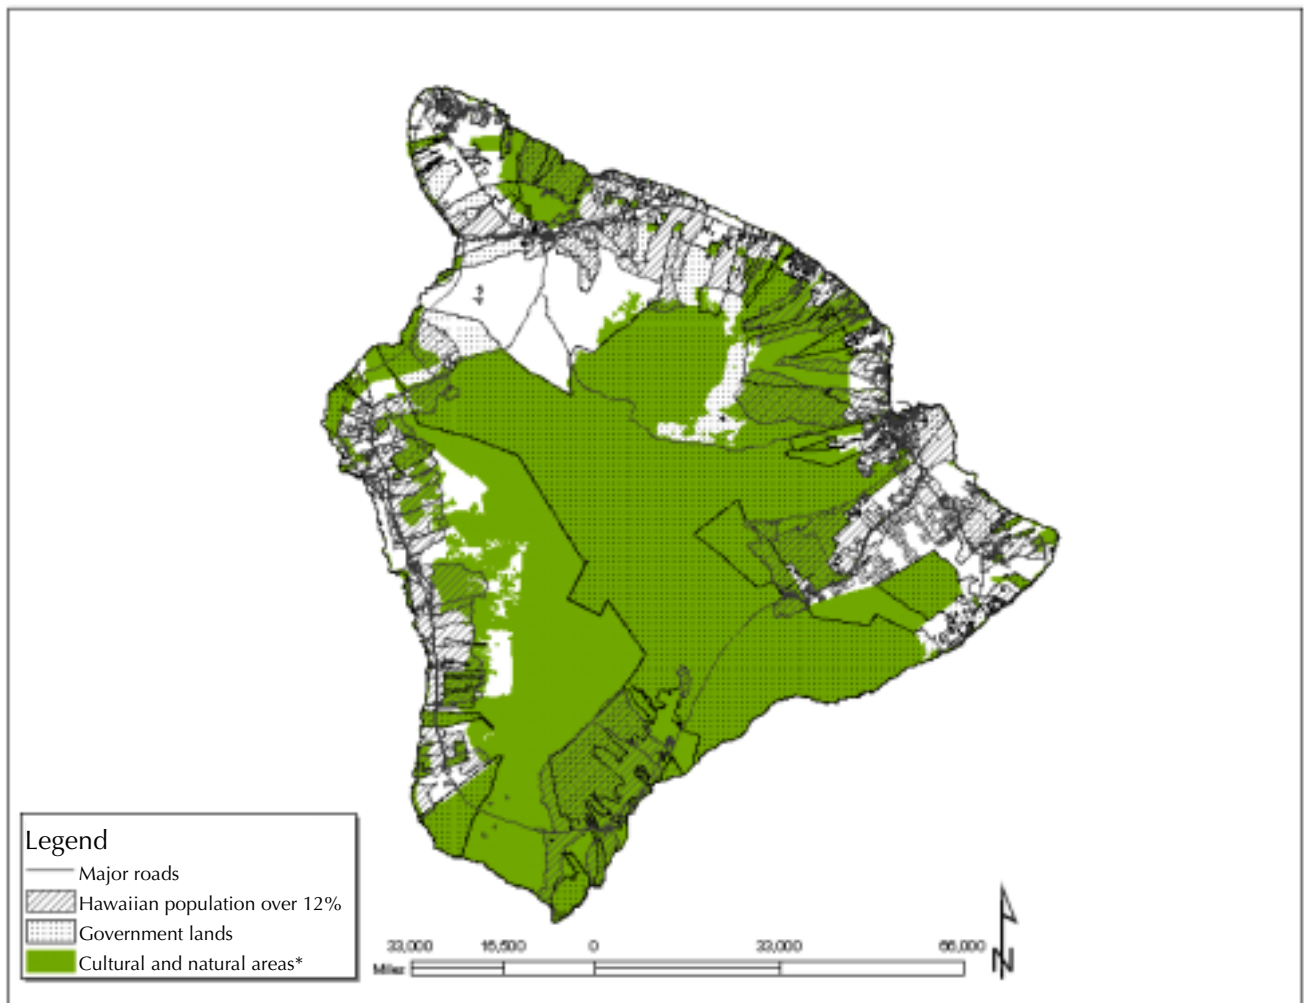 Legend
Major roads
Hawaiian population over 12%
Government lands
Cultural and natural areas*
33,000 16,500 0 33,000 66,000
Miles
N